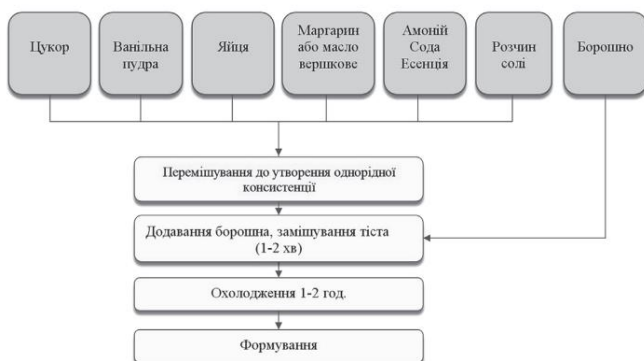 Цукор
Ванільна
пудра
Яйця
Маргарин
або масло
вершкове
Амоній
Сода
Есенція
Розчин
солі
Борошно
Перемішування до утворення однорідної
консистенції
Додавання борошна, замішування тіста
(1-2 хв)
Охолодження 1-2 год.
Формування